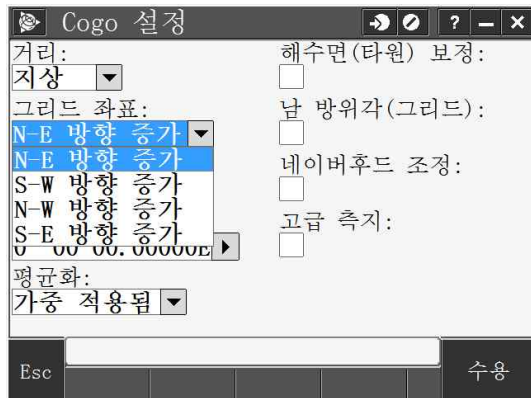 Cogo 설정
? – X
거리:
지상
해수면(타원) 보정:
그리드 좌표:
남 방위각(그리드):
N-E 방향 증가
N-E 방향 증가
S-W 방향 증가
N-W 방향 증가
S-E 방향 증가
네이버후드 조정:
고급 측지:
평균화:
가중 적용됨
Esc
수용